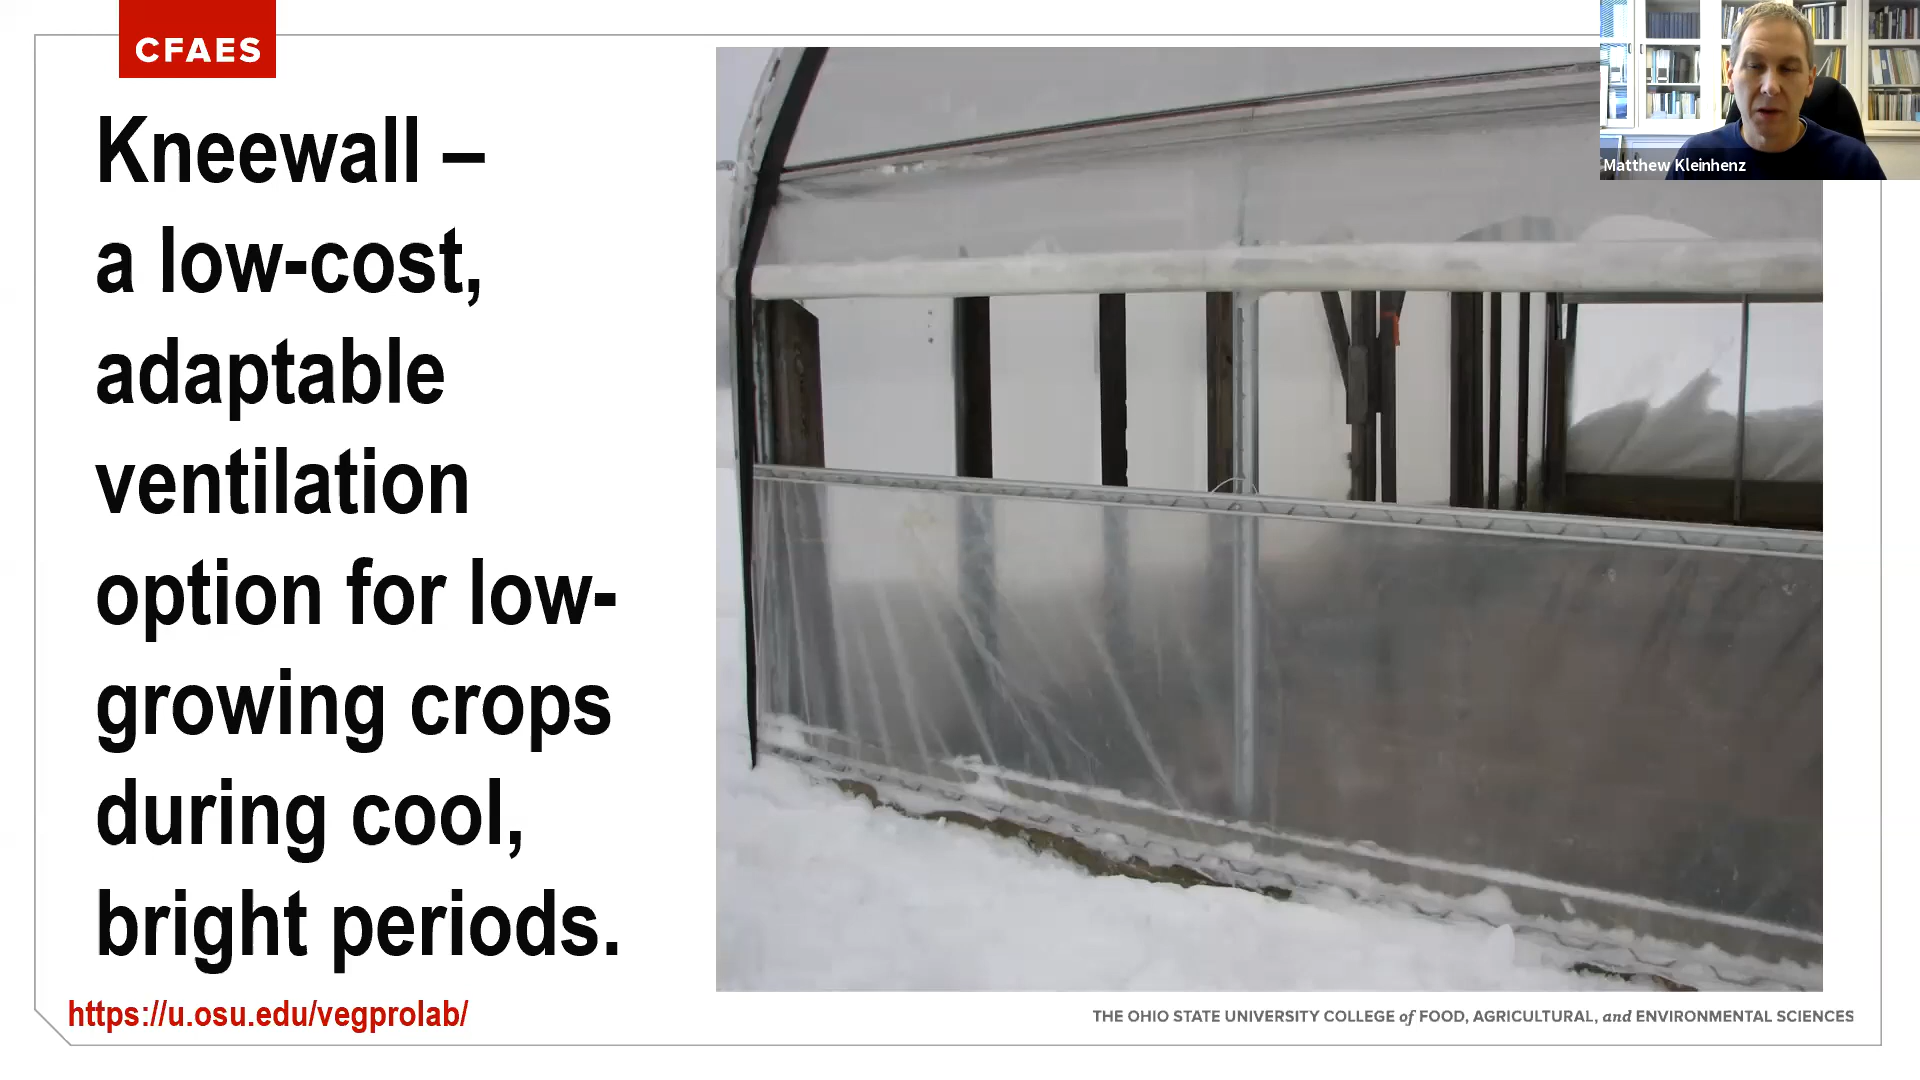 CFAES
Matthew Kleinhenz
Kneewall –
a low-cost,
adaptable
ventilation
option for low-
growing crops
during cool,
bright periods.
https://u.osu.edu/vegprolab/
THE OHIO STATE UNIVERSITY COLLEGE of FOOD, AGRICULTURAL, and ENVIRONMENTAL SCIENCES